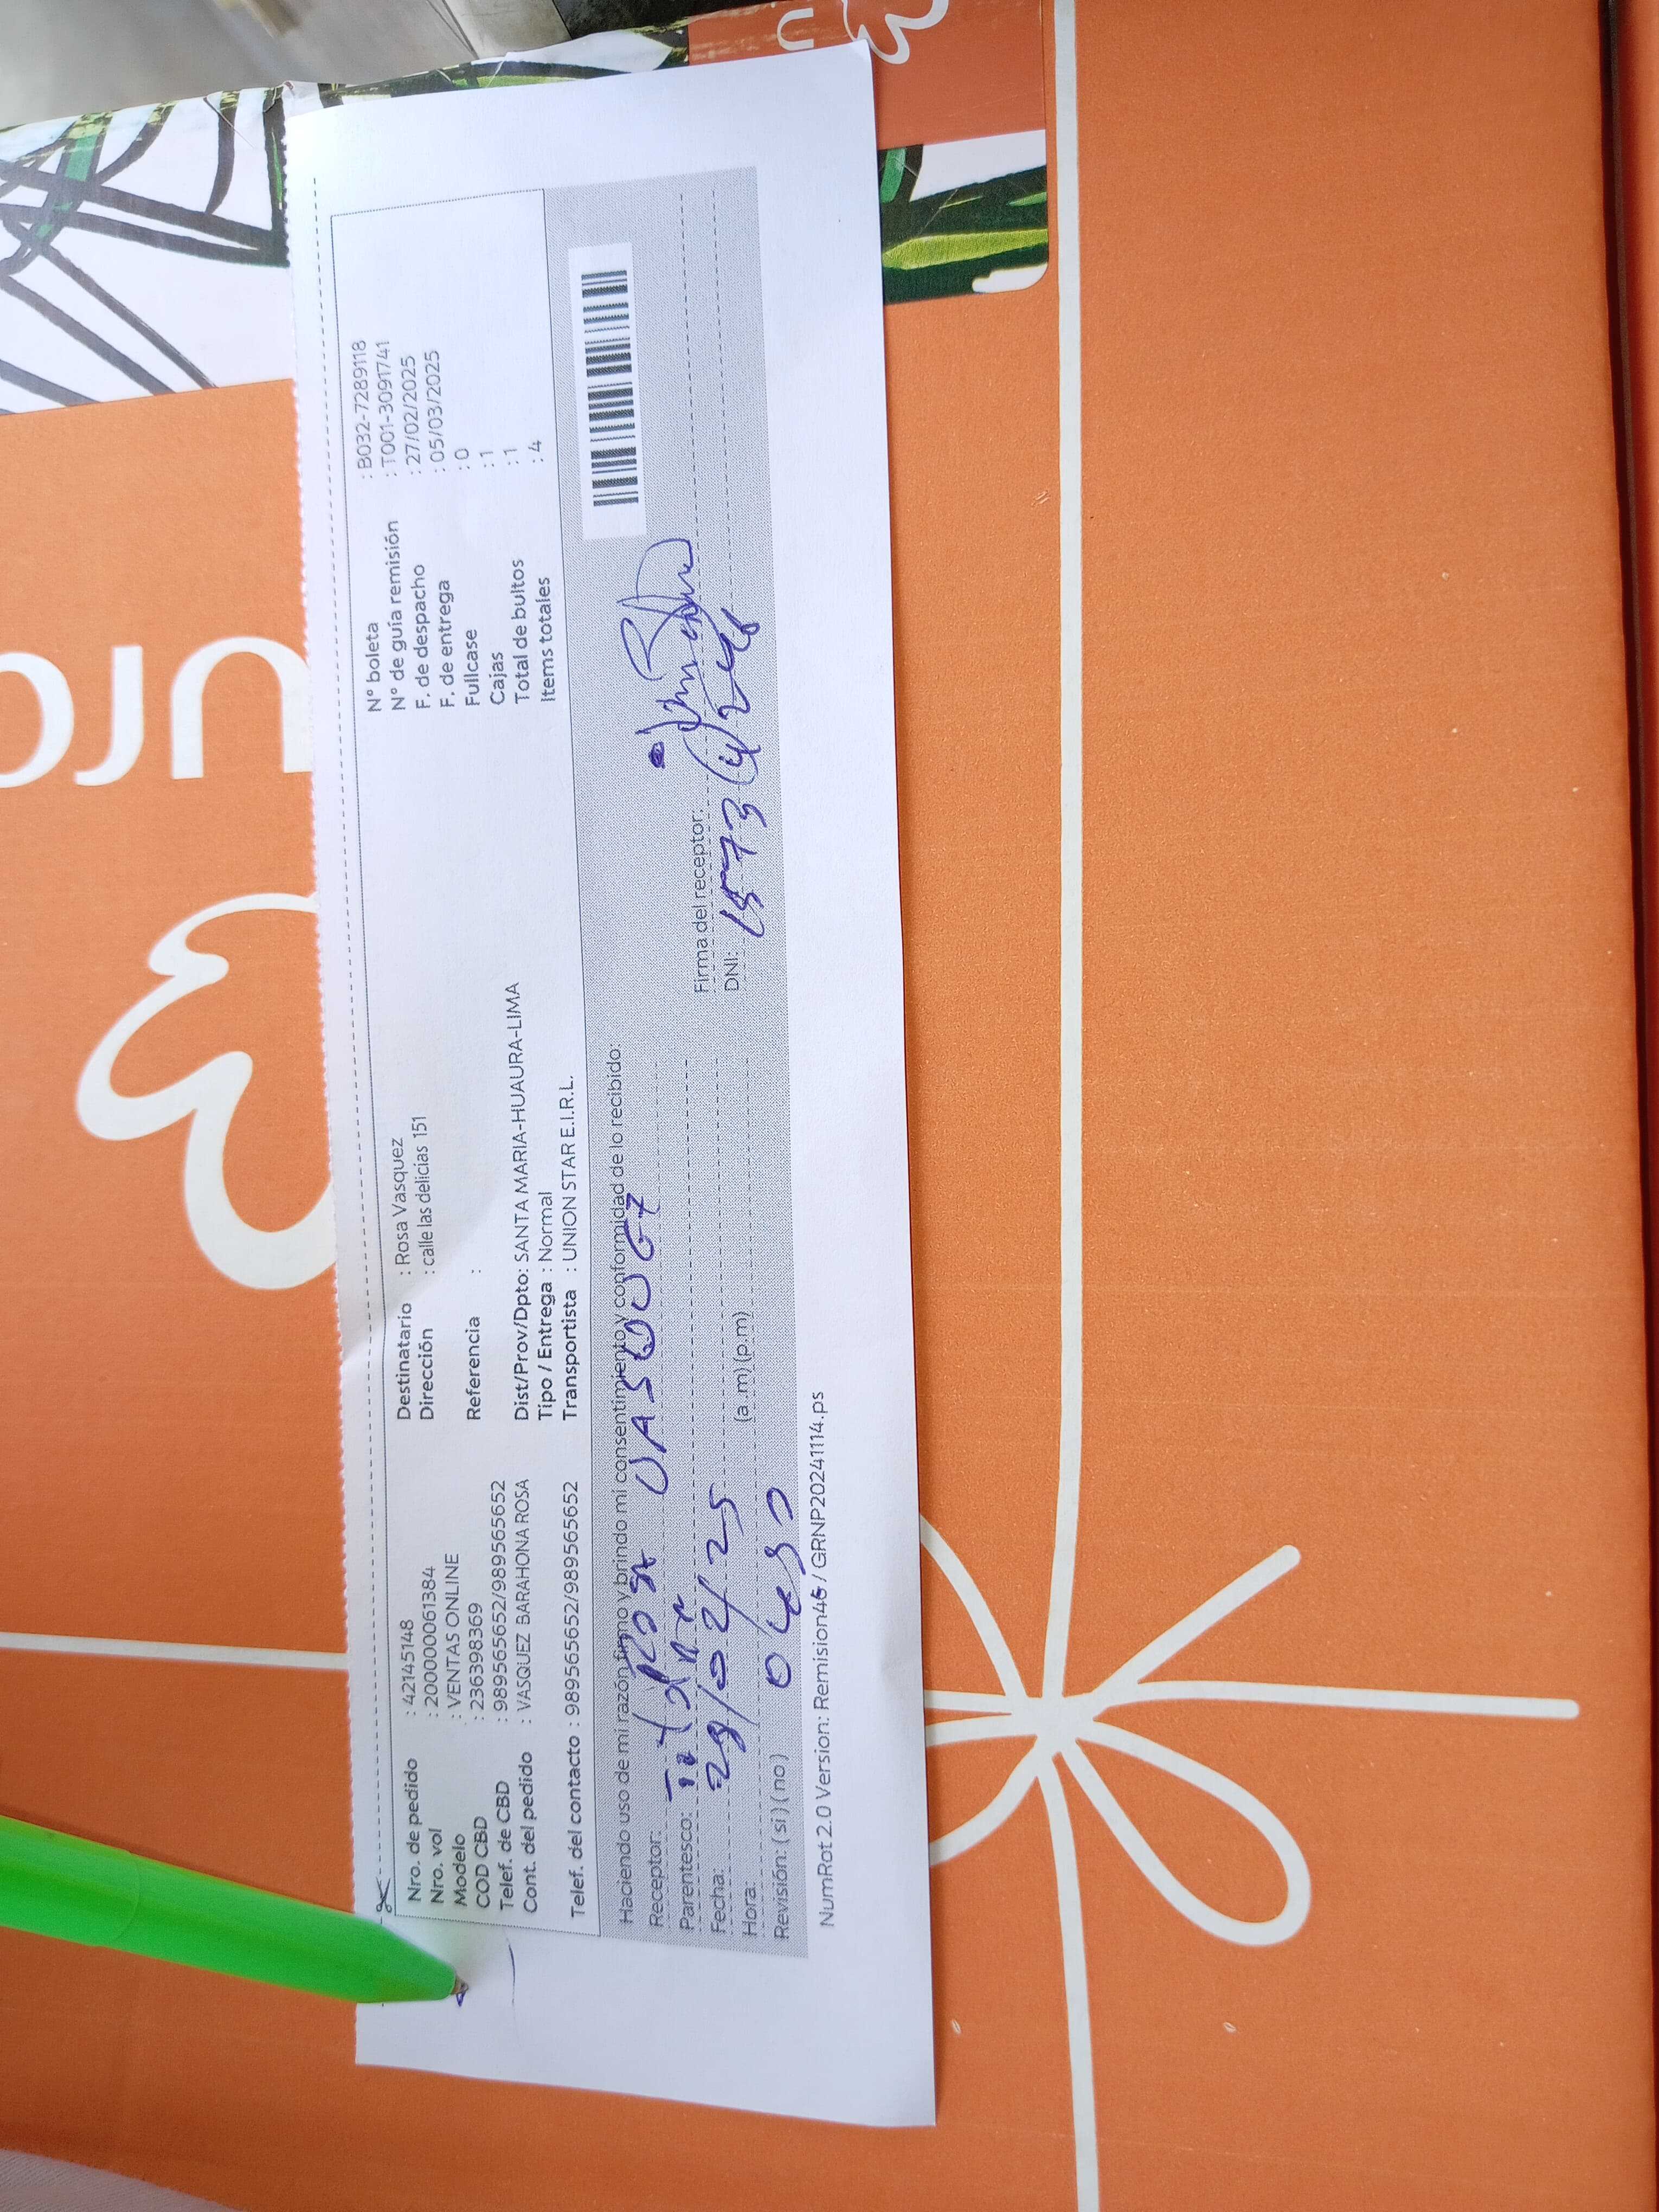 Nro. de pedido : 42145148
Nro. vol : 20000061384
Modelo : VENTAS ONLINE
COD CBD : 236398369
Telef. de CBD : 989565652/989565652
Cont. del pedido : VASQUEZ BARAHONA ROSA
Telef. del contacto : 989565652/989565652
Destinatario : Rosa Vasquez
Dirección : calle las delicias 151
Referencia :
Dist/Prov/Dpto: SANTA MARIA-HUAURA-LIMA
Tipo / Entrega : Normal
Transportista : UNION STAR E.I.R.L.
N° boleta : B032-7289118
N° de guía remisión : T001-3091741
F. de despacho : 27/02/2025
F. de entrega : 05/03/2025
Fullcase : 0
Cajas : 1
Total de bultos : 1
Items totales : 4
Haciendo uso de mi razón firmo y brindo mi consentimiento y conformidad de lo recibido:
Receptor: ROSA VASQUEZ
Parentesco:
Fecha: 28/02/25
Hora: (a .m) (p.m)
Revisión: ( si ) ( no )
Firma del receptor:
DNI:
NumRot 2.0 Version: Remision46 / GRNP20241114.ps